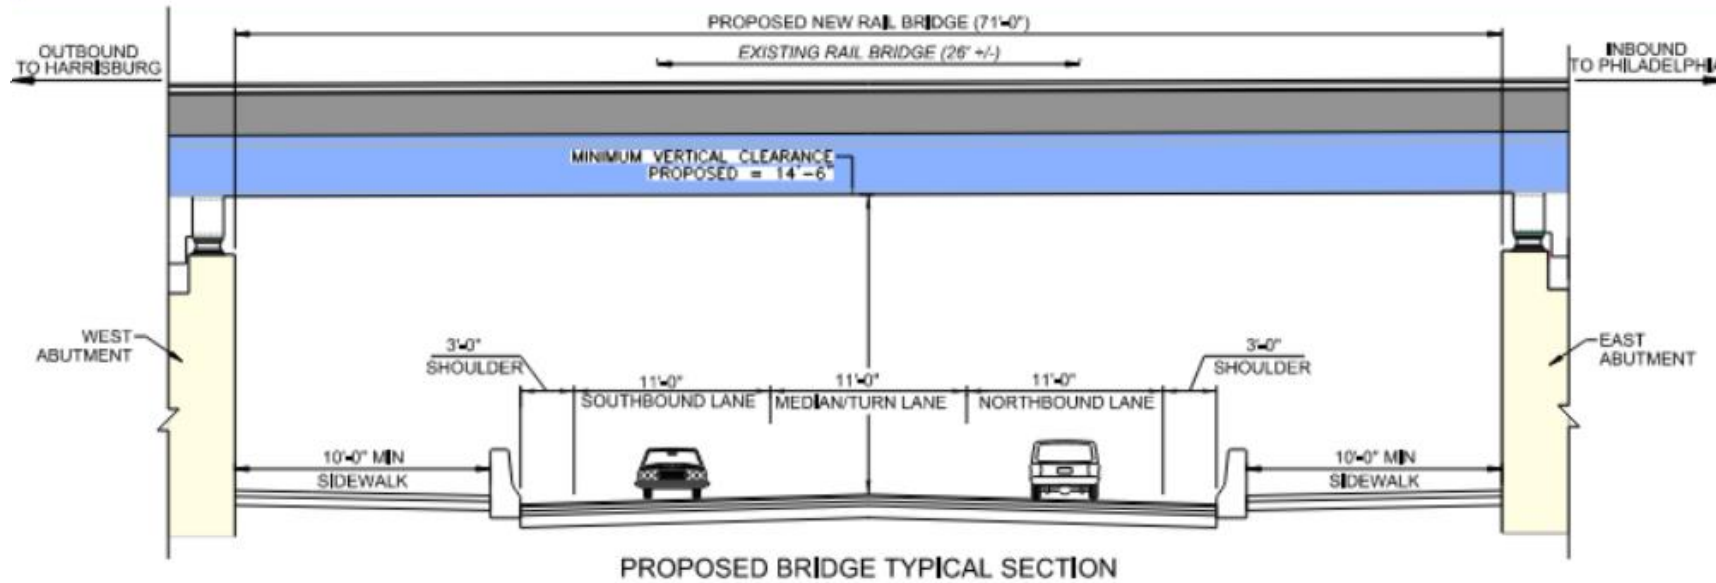 PROPOSED NEW RAIL BRIDGE (71'-0")
EXISTING RAIL BRIDGE (26' +/-)
OUTBOUND
TO HARRISBURG
INBOUND
TO PHILADELPHIA
MINIMUM VERTICAL CLEARANCE
PROPOSED = 14'-6"
WEST
ABUTMENT
EAST
ABUTMENT
3'-0"
SHOULDER
11'-0"
SOUTHBOUND LANE
11'-0"
MEDIAN/TURN LANE
11'-0"
NORTHBOUND LANE
3'-0"
SHOULDER
10'-0" MIN
SIDEWALK
10'-0" MIN
SIDEWALK
PROPOSED BRIDGE TYPICAL SECTION